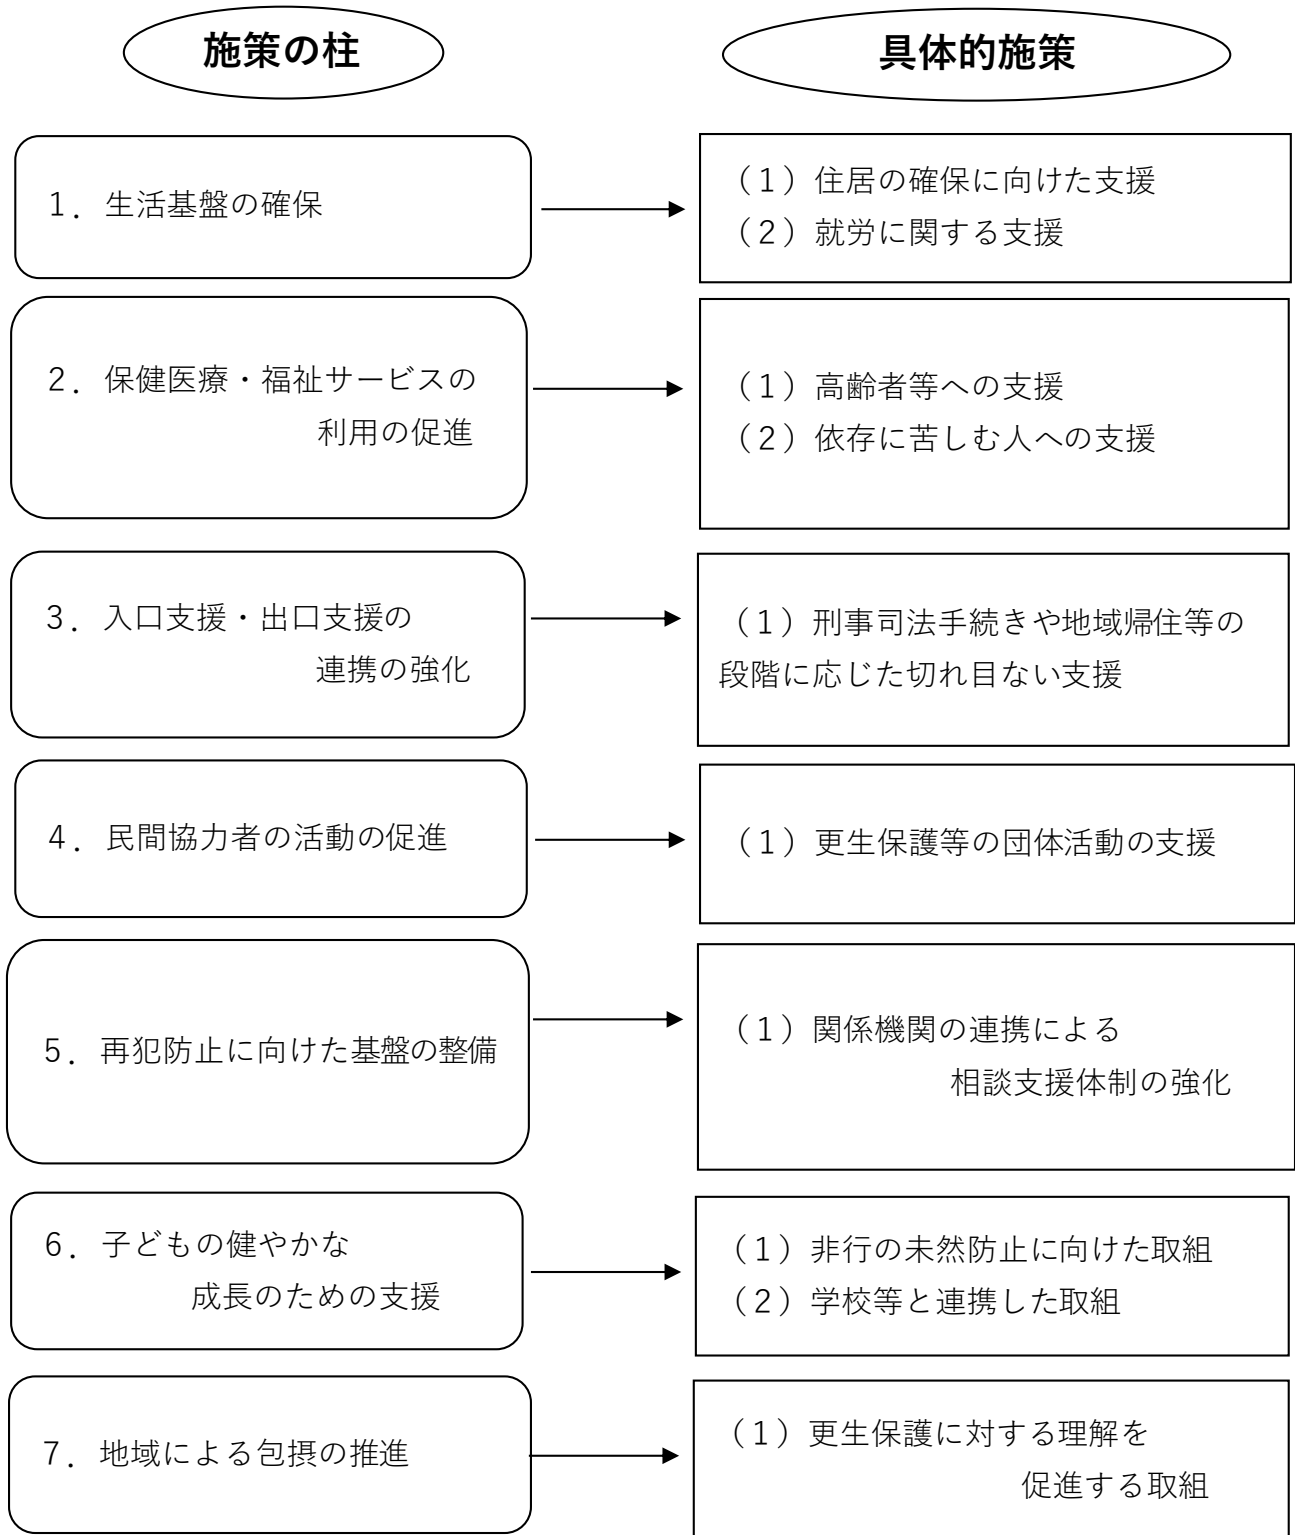 施策の柱
具体的施策
１．生活基盤の確保
（１）住居の確保に向けた支援
（２）就労に関する支援
２．保健医療・福祉サービスの
利用の促進
（１）高齢者等への支援
（２）依存に苦しむ人への支援
３．入口支援・出口支援の
連携の強化
（１）刑事司法手続きや地域帰住等の
段階に応じた切れ目ない支援
４．民間協力者の活動の促進
（１）更生保護等の団体活動の支援
５．再犯防止に向けた基盤の整備
（１）関係機関の連携による
相談支援体制の強化
６．子どもの健やかな
成長のための支援
（１）非行の未然防止に向けた取組
（２）学校等と連携した取組
７．地域による包摂の推進
（１）更生保護に対する理解を
促進する取組